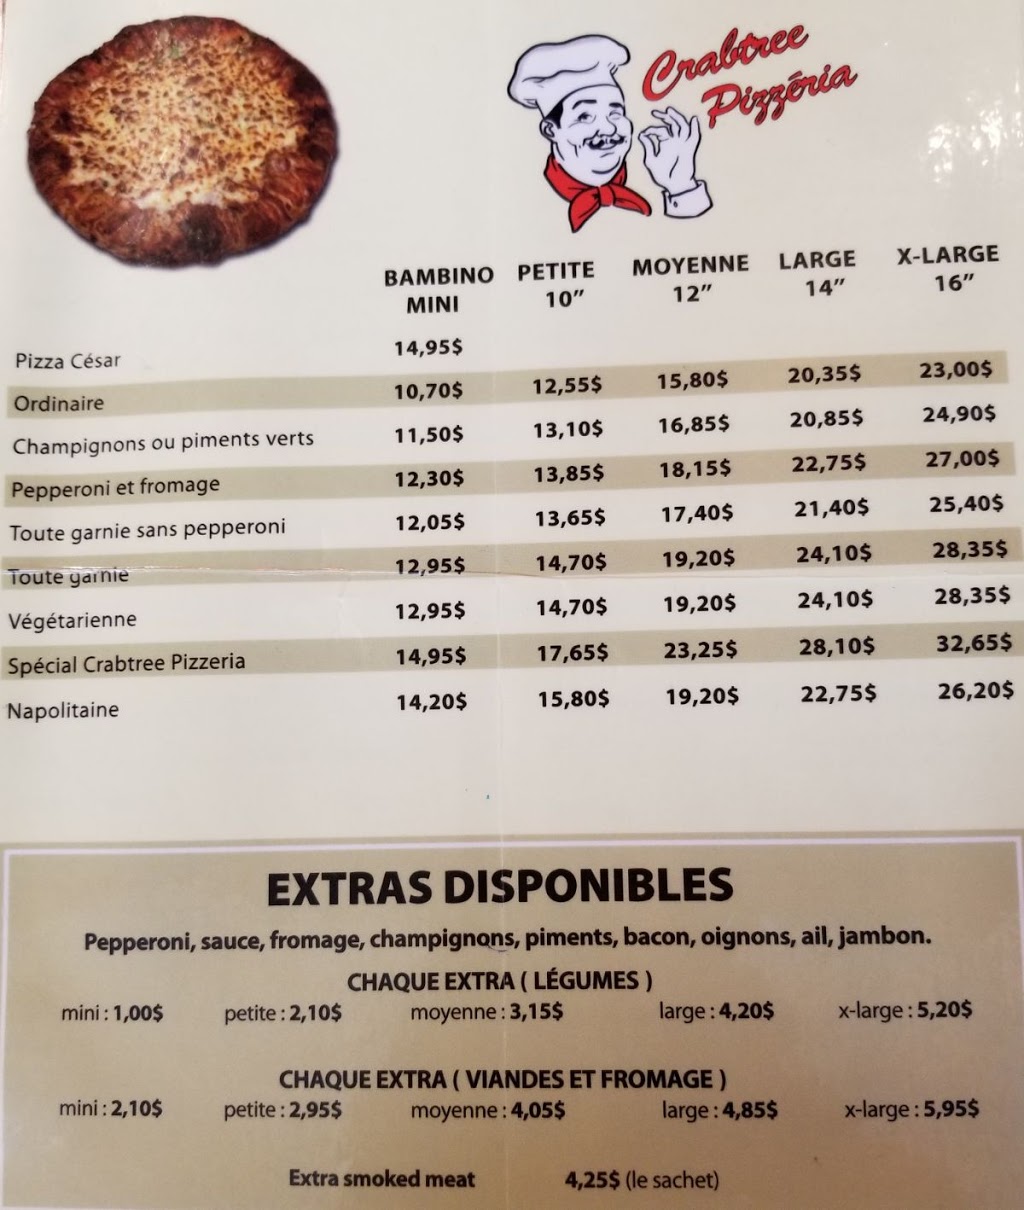 Crabtree
Pizzéria
BAMBINO PETITE MOYENNE LARGE X-LARGE
MINI 10" 12" 14" 16"
Pizza César 14,95$
Ordinaire 10,70$ 12,55$ 15,80$ 20,35$ 23,00$
Champignons ou piments verts 11,50$ 13,10$ 16,85$ 20,85$ 24,90$
Pepperoni et fromage 12,30$ 13,85$ 18,15$ 22,75$ 27,00$
Toute garnie sans pepperoni 12,05$ 13,65$ 17,40$ 21,40$ 25,40$
Toute garnie 12,95$ 14,70$ 19,20$ 24,10$ 28,35$
Végétarienne 12,95$ 14,70$ 19,20$ 24,10$ 28,35$
Spécial Crabtree Pizzeria 14,95$ 17,65$ 23,25$ 28,10$ 32,65$
Napolitaine 14,20$ 15,80$ 19,20$ 22,75$ 26,20$
EXTRAS DISPONIBLES
Pepperoni, sauce, fromage, champignons, piments, bacon, oignons, ail, jambon.
CHAQUE EXTRA ( LÉGUMES )
mini : 1,00$ petite : 2,10$ moyenne : 3,15$ large : 4,20$ x-large : 5,20$
CHAQUE EXTRA ( VIANDES ET FROMAGE )
mini : 2,10$ petite : 2,95$ moyenne : 4,05$ large : 4,85$ x-large : 5,95$
Extra smoked meat 4,25$ (le sachet)